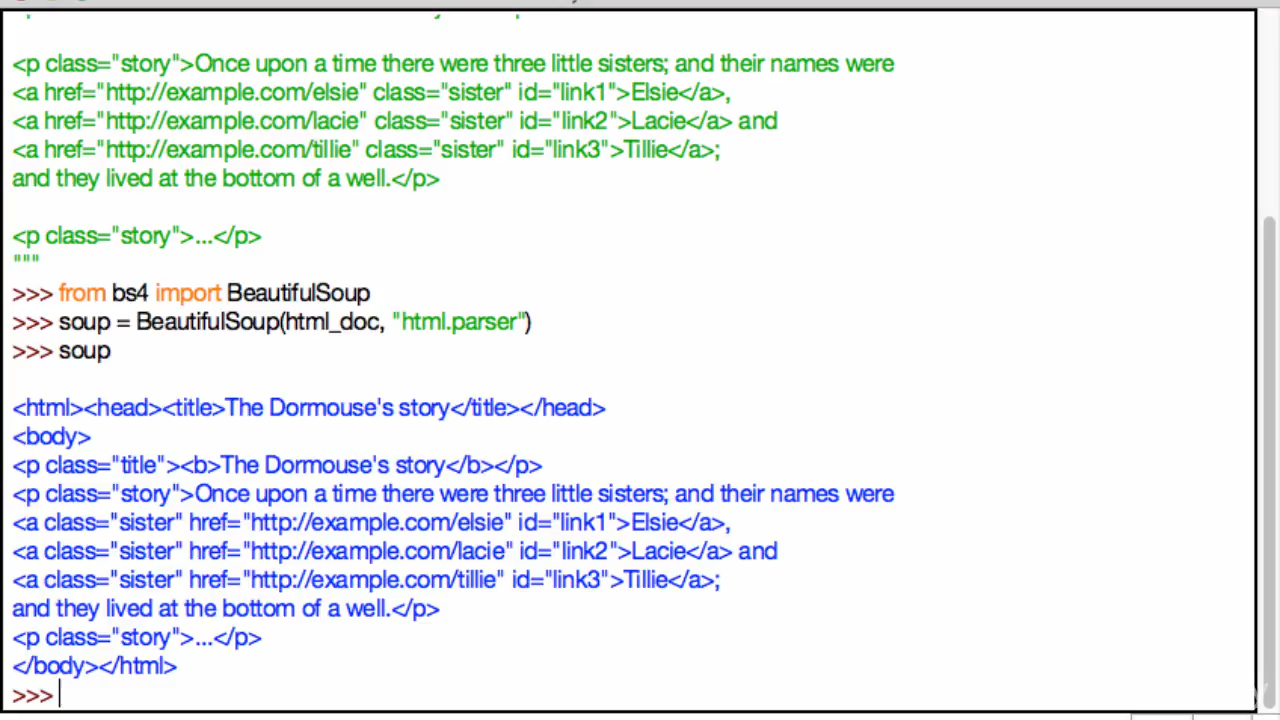 <p class="story">Once upon a time there were three little sisters; and their names were
<a href="http://example.com/elsie" class="sister" id="link1">Elsie</a>,
<a href="http://example.com/lacie" class="sister" id="link2">Lacie</a> and
<a href="http://example.com/tillie" class="sister" id="link3">Tillie</a>;
and they lived at the bottom of a well.</p>
<p class="story">...</p>
"""
>>> from bs4 import BeautifulSoup
>>> soup = BeautifulSoup(html_doc, "html.parser")
>>> soup
<html><head><title>The Dormouse's story</title></head>
<body>
<p class="title"><b>The Dormouse's story</b></p>
<p class="story">Once upon a time there were three little sisters; and their names were
<a class="sister" href="http://example.com/elsie" id="link1">Elsie</a>,
<a class="sister" href="http://example.com/lacie" id="link2">Lacie</a> and
<a class="sister" href="http://example.com/tillie" id="link3">Tillie</a>;
and they lived at the bottom of a well.</p>
<p class="story">...</p>
</body></html>
>>>